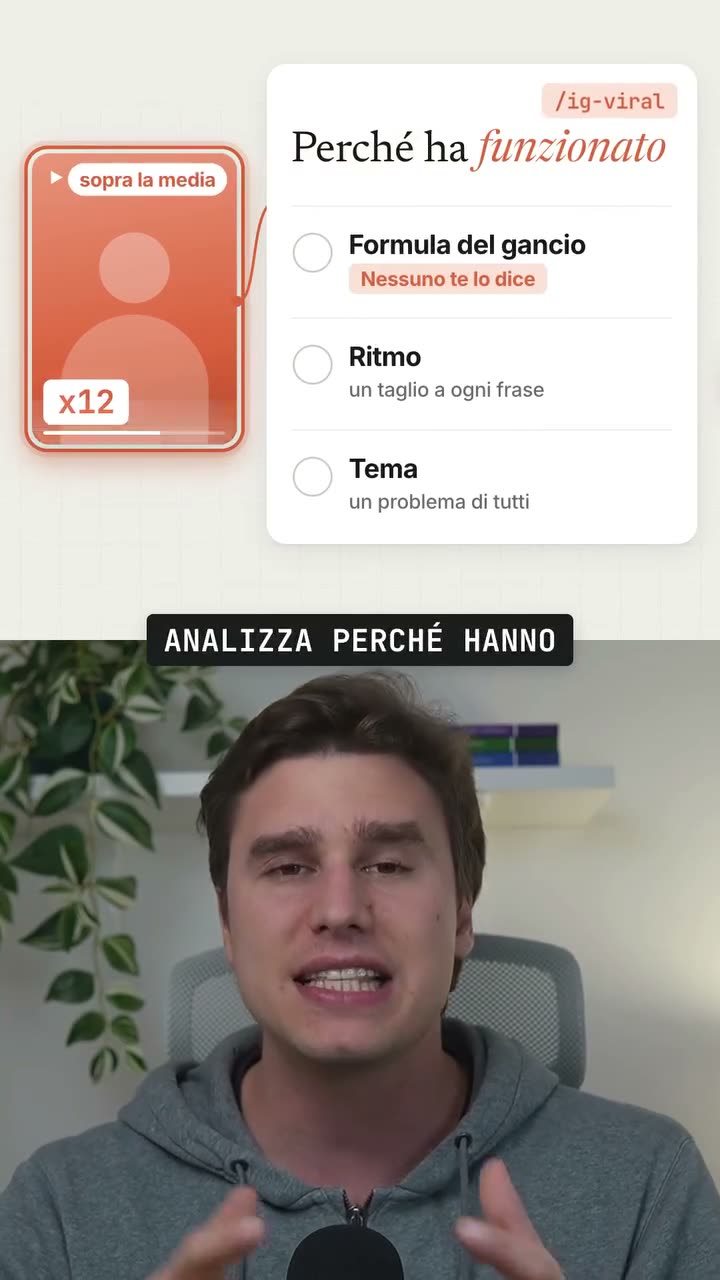 /ig-viral
Perché ha funzionato
sopra la media
x12
Formula del gancio
Nessuno te lo dice
Ritmo
un taglio a ogni frase
Tema
un problema di tutti
ANALIZZA PERCHÉ HANNO